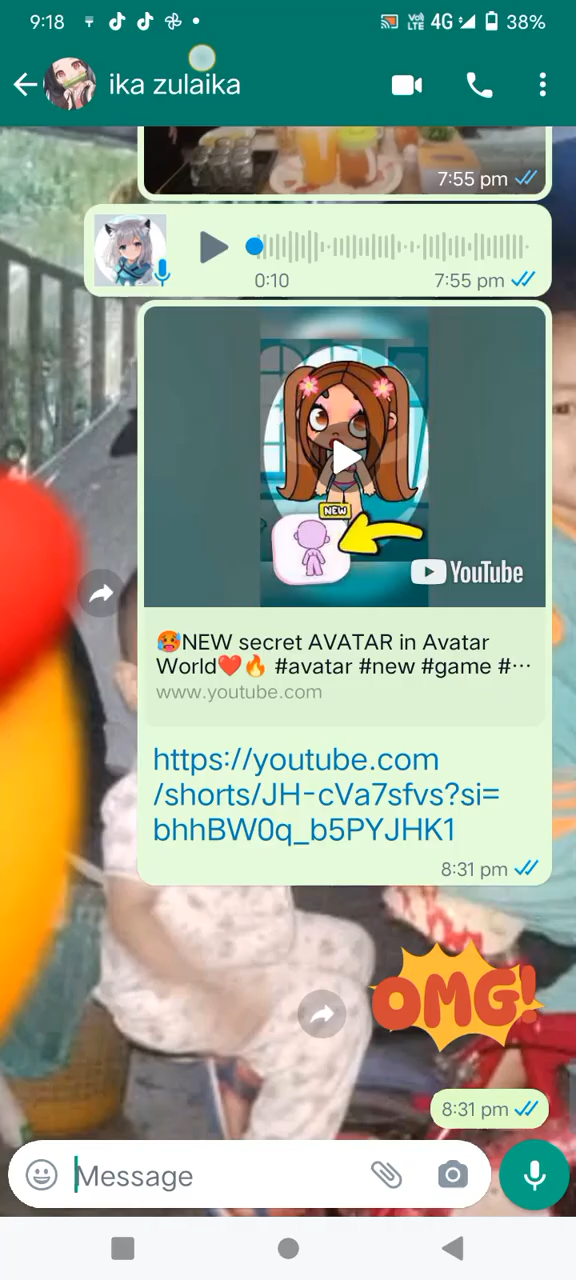 9:18
Vol LTE 4G 38%
ika zulaika
7:55 pm
0:10
7:55 pm
NEW
YouTube
🥵NEW secret AVATAR in Avatar
World❤️🔥 #avatar #new #game #...
www.youtube.com
https://youtube.com
/shorts/JH-cVa7sfvs?si=
bhhBW0q_b5PYJHK1
8:31 pm
OMG!
8:31 pm
Message